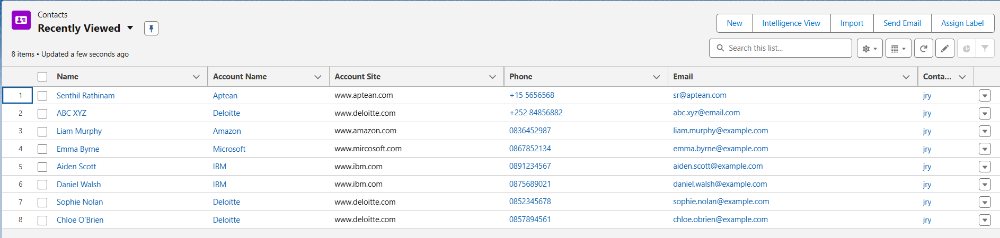 Contacts
Recently Viewed
New Intelligence View Import Send Email Assign Label
8 items • Updated a few seconds ago
Search this list...
Name Account Name Account Site Phone Email Conta...
1 Senthil Rathinam Aptean www.aptean.com +15 5656568 sr@aptean.com jry
2 ABC XYZ Deloitte www.deloitte.com +252 84856882 abc.xyz@email.com jry
3 Liam Murphy Amazon www.amazon.com 0836452987 liam.murphy@example.com jry
4 Emma Byrne Microsoft www.mircosoft.com 0867852134 emma.byrne@example.com jry
5 Aiden Scott IBM www.ibm.com 0891234567 aiden.scott@example.com jry
6 Daniel Walsh IBM www.ibm.com 0875689021 daniel.walsh@example.com jry
7 Sophie Nolan Deloitte www.deloitte.com 0852345678 sophie.nolan@example.com jry
8 Chloe O'Brien Deloitte www.deloitte.com 0857894561 chloe.obrien@example.com jry